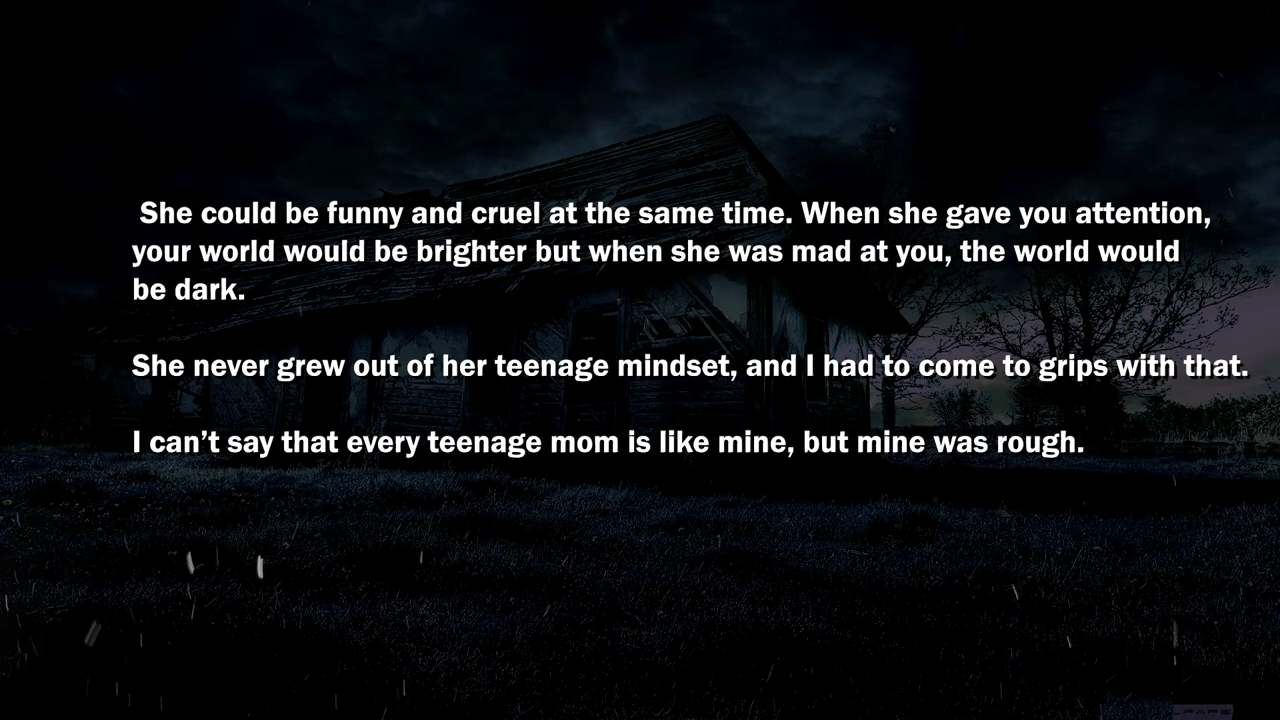 She could be funny and cruel at the same time. When she gave you attention,
your world would be brighter but when she was mad at you, the world would
be dark.
She never grew out of her teenage mindset, and I had to come to grips with that.
I can’t say that every teenage mom is like mine, but mine was rough.